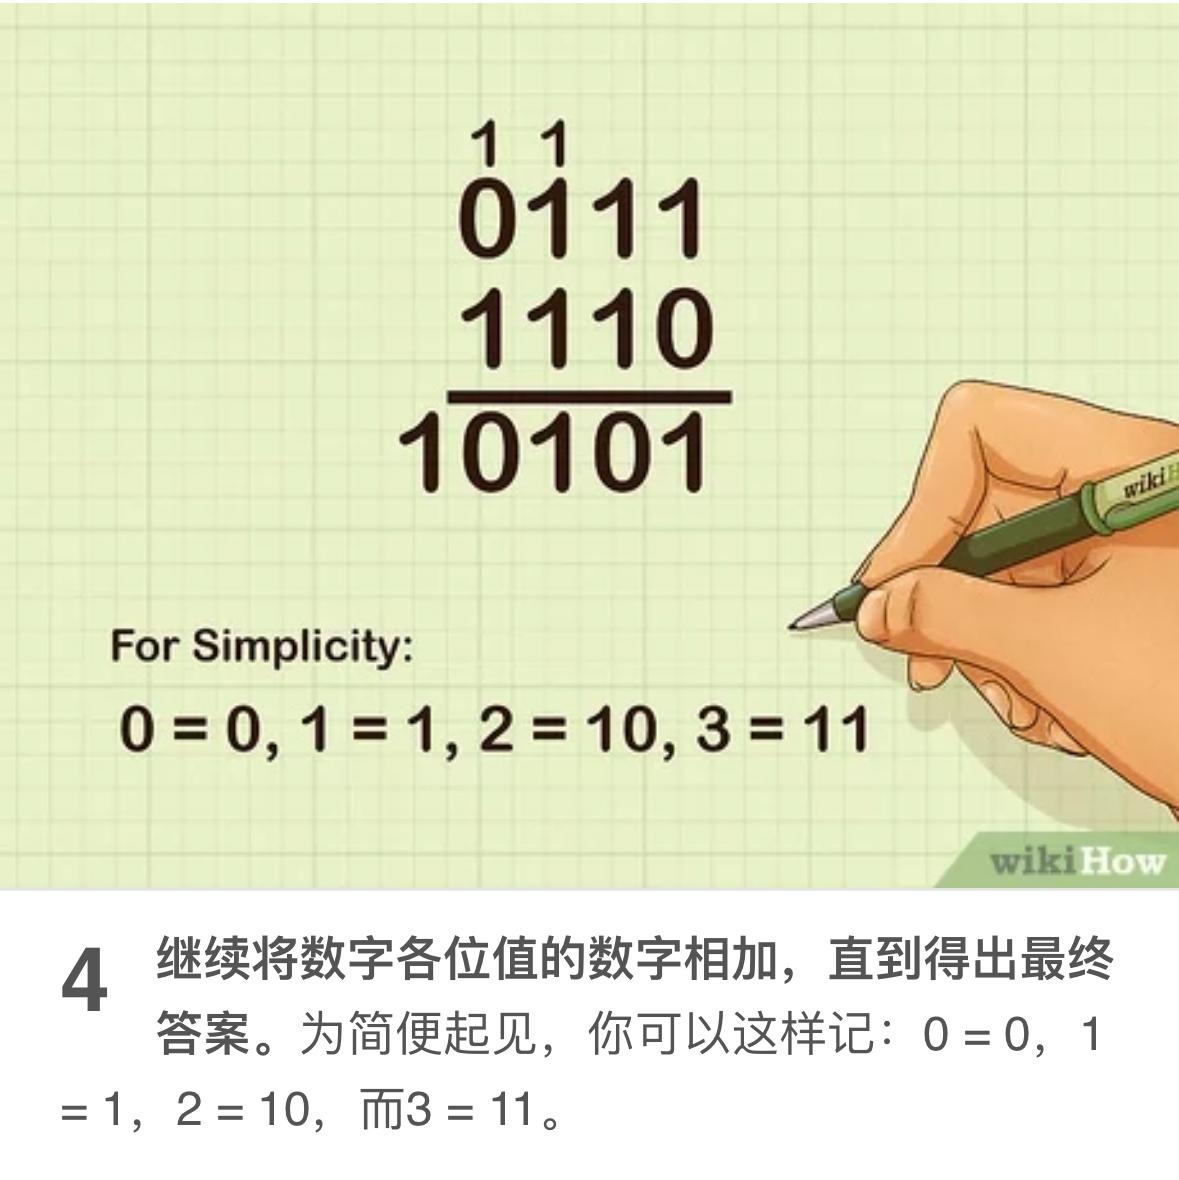 1 1
0111
1110
10101
wikiH
For Simplicity:
0 = 0, 1 = 1, 2 = 10, 3 = 11
wikiHow
4 继续将数字各位值的数字相加，直到得出最终
答案。为简便起见，你可以这样记：0 = 0，1
= 1，2 = 10，而3 = 11。